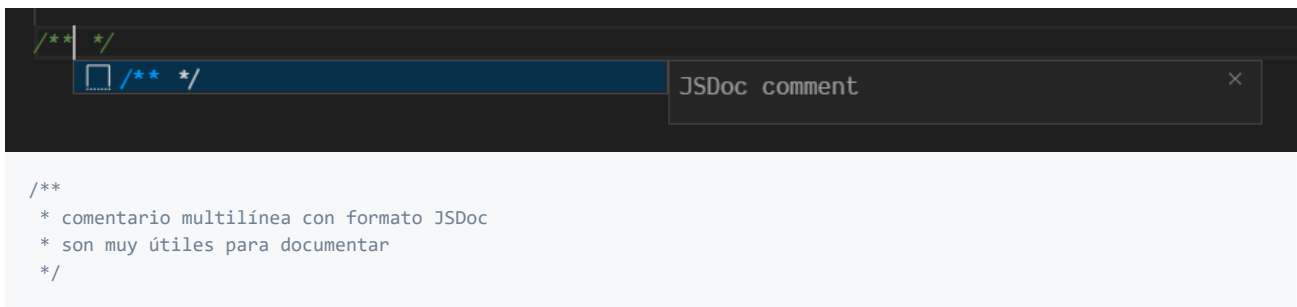 /** */
/** */
JSDoc comment
/**
 * comentario multilínea con formato JSDoc
 * son muy útiles para documentar
 */